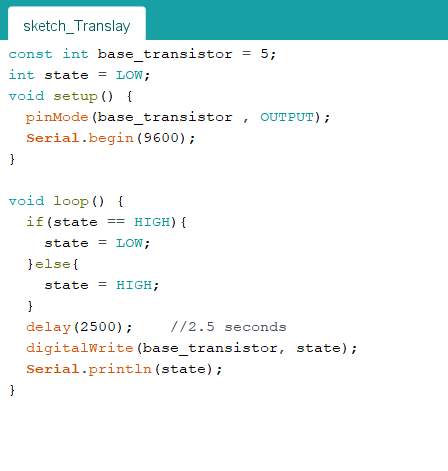 sketch_Translay
const int base_transistor = 5;
int state = LOW;
void setup() {
  pinMode(base_transistor , OUTPUT);
  Serial.begin(9600);
}

void loop() {
  if(state == HIGH){
    state = LOW;
  }else{
    state = HIGH;
  }
  delay(2500);    //2.5 seconds
  digitalWrite(base_transistor, state);
  Serial.println(state);
}